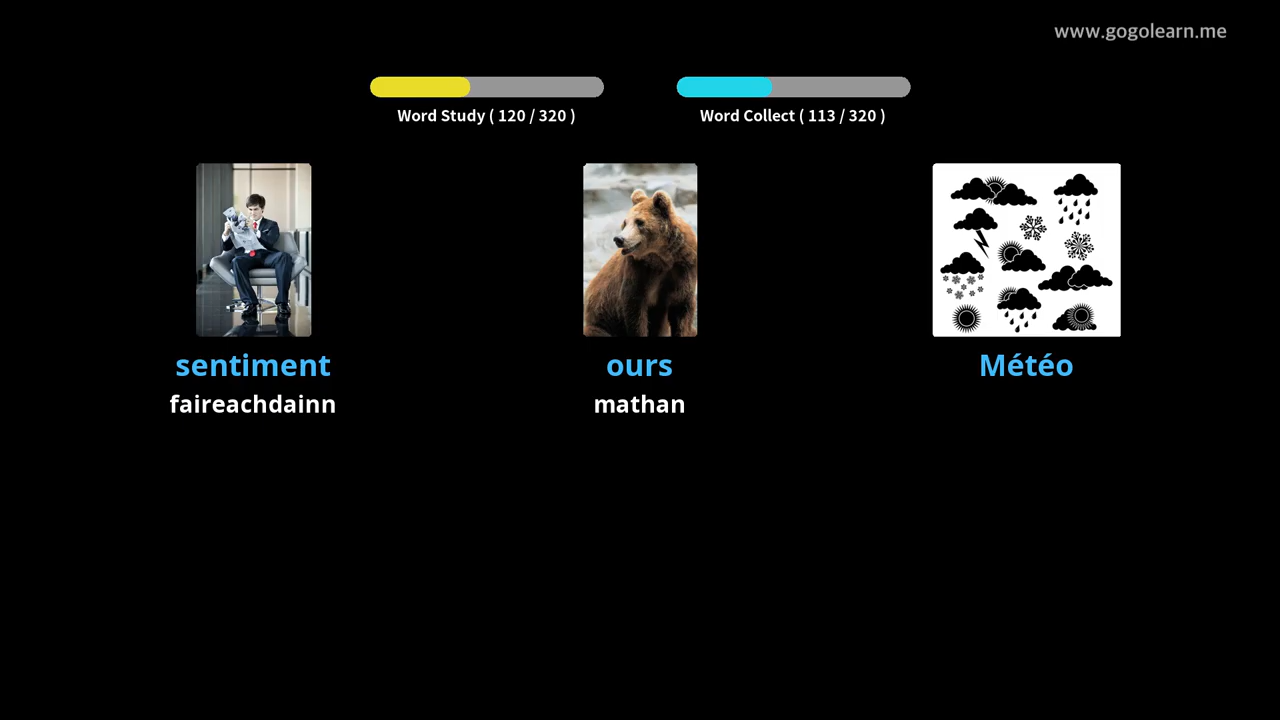 www.gogolearn.me
Word Study ( 120 / 320 )
Word Collect ( 113 / 320 )
sentiment
faireachdainn
ours
mathan
Météo